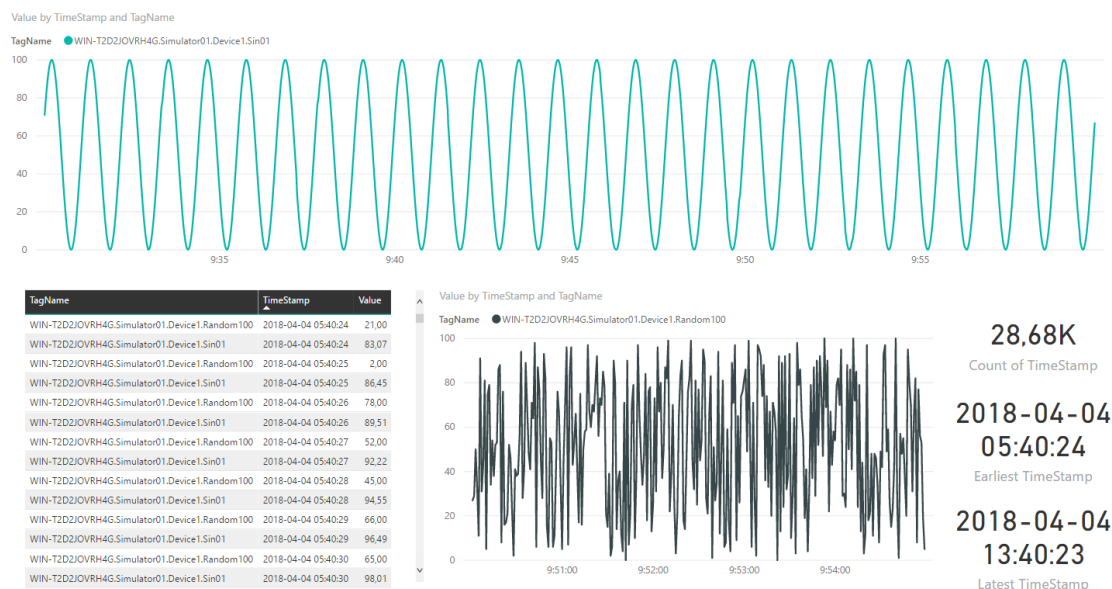 Value by TimeStamp and TagName
TagName WIN-T2D2JOVRH4G.Simulator01.Device1.Sin01
100
80
60
40
20
0
9:35 9:40 9:45 9:50 9:55
TagName TimeStamp Value
WIN-T2D2JOVRH4G.Simulator01.Device1.Random100 2018-04-04 05:40:24 21,00
WIN-T2D2JOVRH4G.Simulator01.Device1.Sin01 2018-04-04 05:40:24 83,07
WIN-T2D2JOVRH4G.Simulator01.Device1.Random100 2018-04-04 05:40:25 2,00
WIN-T2D2JOVRH4G.Simulator01.Device1.Sin01 2018-04-04 05:40:25 86,45
WIN-T2D2JOVRH4G.Simulator01.Device1.Random100 2018-04-04 05:40:26 78,00
WIN-T2D2JOVRH4G.Simulator01.Device1.Sin01 2018-04-04 05:40:26 89,51
WIN-T2D2JOVRH4G.Simulator01.Device1.Random100 2018-04-04 05:40:27 52,00
WIN-T2D2JOVRH4G.Simulator01.Device1.Sin01 2018-04-04 05:40:27 92,22
WIN-T2D2JOVRH4G.Simulator01.Device1.Random100 2018-04-04 05:40:28 45,00
WIN-T2D2JOVRH4G.Simulator01.Device1.Sin01 2018-04-04 05:40:28 94,55
WIN-T2D2JOVRH4G.Simulator01.Device1.Random100 2018-04-04 05:40:29 66,00
WIN-T2D2JOVRH4G.Simulator01.Device1.Sin01 2018-04-04 05:40:29 96,49
WIN-T2D2JOVRH4G.Simulator01.Device1.Random100 2018-04-04 05:40:30 65,00
WIN-T2D2JOVRH4G.Simulator01.Device1.Sin01 2018-04-04 05:40:30 98,01
Value by TimeStamp and TagName
TagName WIN-T2D2JOVRH4G.Simulator01.Device1.Random100
100
80
60
40
20
0
9:51:00 9:52:00 9:53:00 9:54:00
28,68K
Count of TimeStamp
2018-04-04
05:40:24
Earliest TimeStamp
2018-04-04
13:40:23
Latest TimeStamp